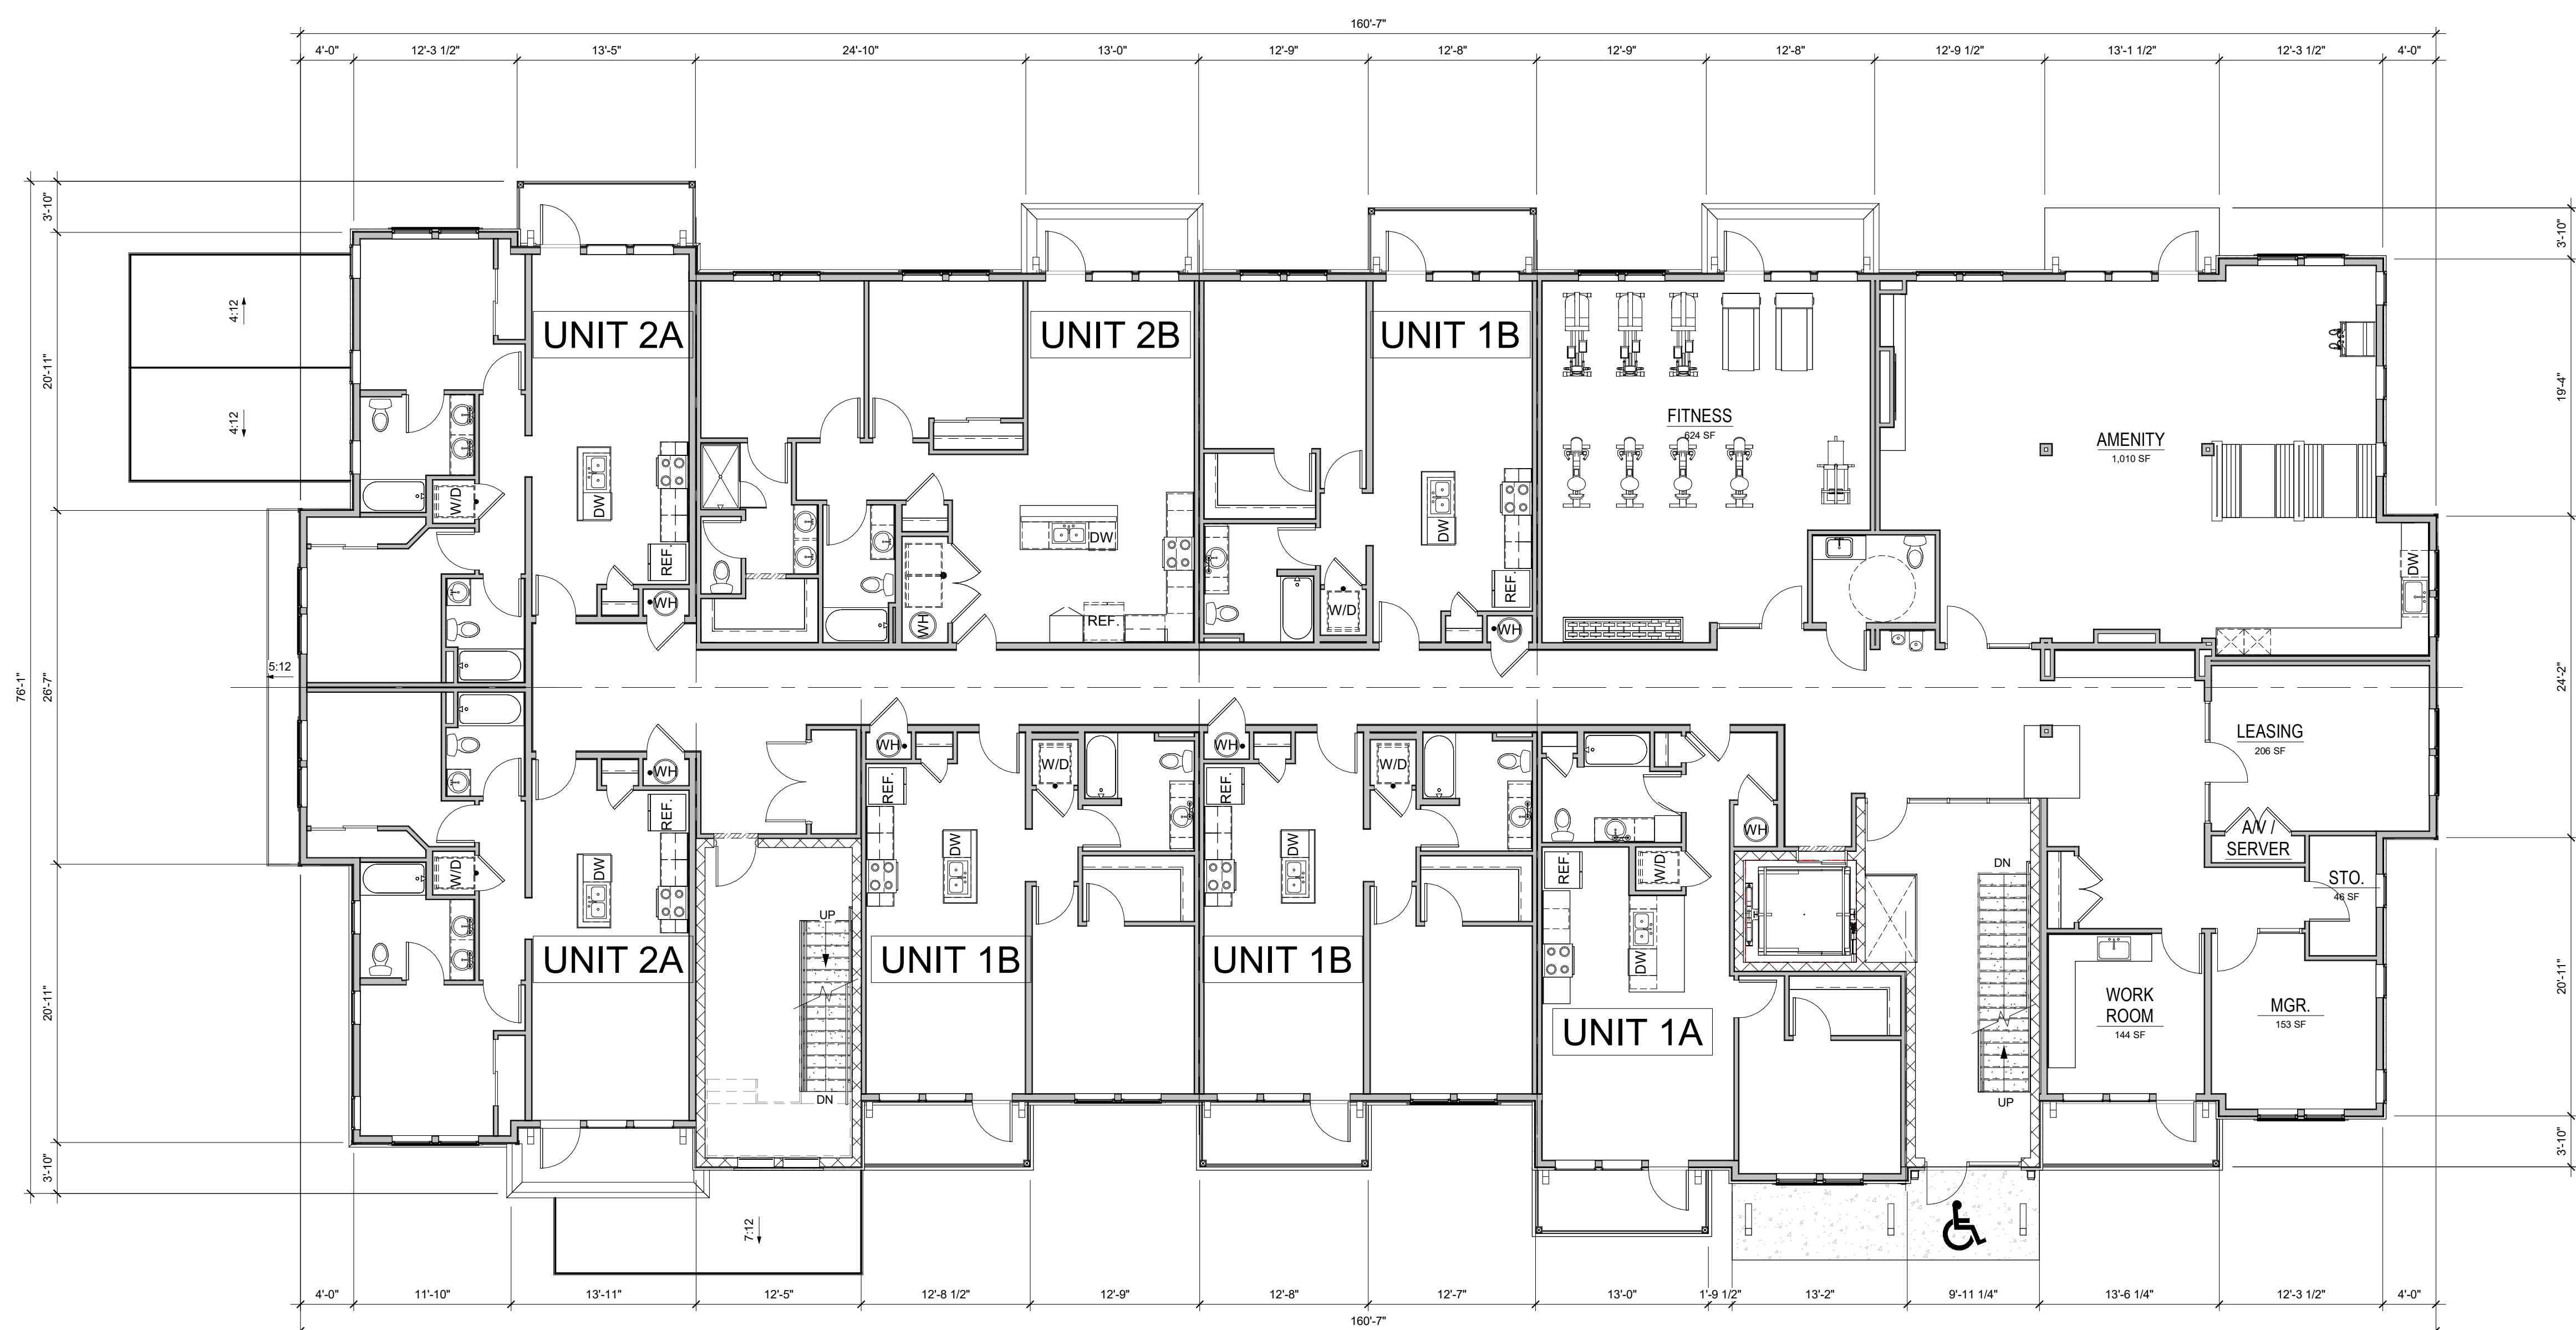 160'-7"
4'-0" 12'-3 1/2" 13'-5" 24'-10" 13'-0" 12'-9" 12'-8" 12'-9" 12'-8" 12'-9 1/2" 13'-1 1/2" 12'-3 1/2" 4'-0"
3'-10"
3'-10"
4:12
UNIT 2A
UNIT 2B
UNIT 1B
20'-11"
19'-4"
4:12
FITNESS
624 SF
AMENITY
1,010 SF
W/D
DW
DW
DW
REF.
REF.
DW
WH
W/D
REF.
WH
WH
WH
5:12
76'-1"
26'-7"
24'-2"
LEASING
206 SF
WH
WH
WH
W/D
W/D
REF.
REF.
REF.
WH
A/V /
SERVER
DW
DW
DW
W/D
REF.
W/D
DN
STO.
46 SF
UP
DW
UNIT 2A
UNIT 1B
UNIT 1B
UNIT 1A
WORK
ROOM
144 SF
MGR.
153 SF
20'-11"
20'-11"
DN
UP
3'-10"
3'-10"
7:12
4'-0" 11'-10" 13'-11" 12'-5" 12'-8 1/2" 12'-9" 12'-8" 12'-7" 13'-0" 1'-9 1/2" 13'-2" 9'-11 1/4" 13'-6 1/4" 12'-3 1/2" 4'-0"
160'-7"